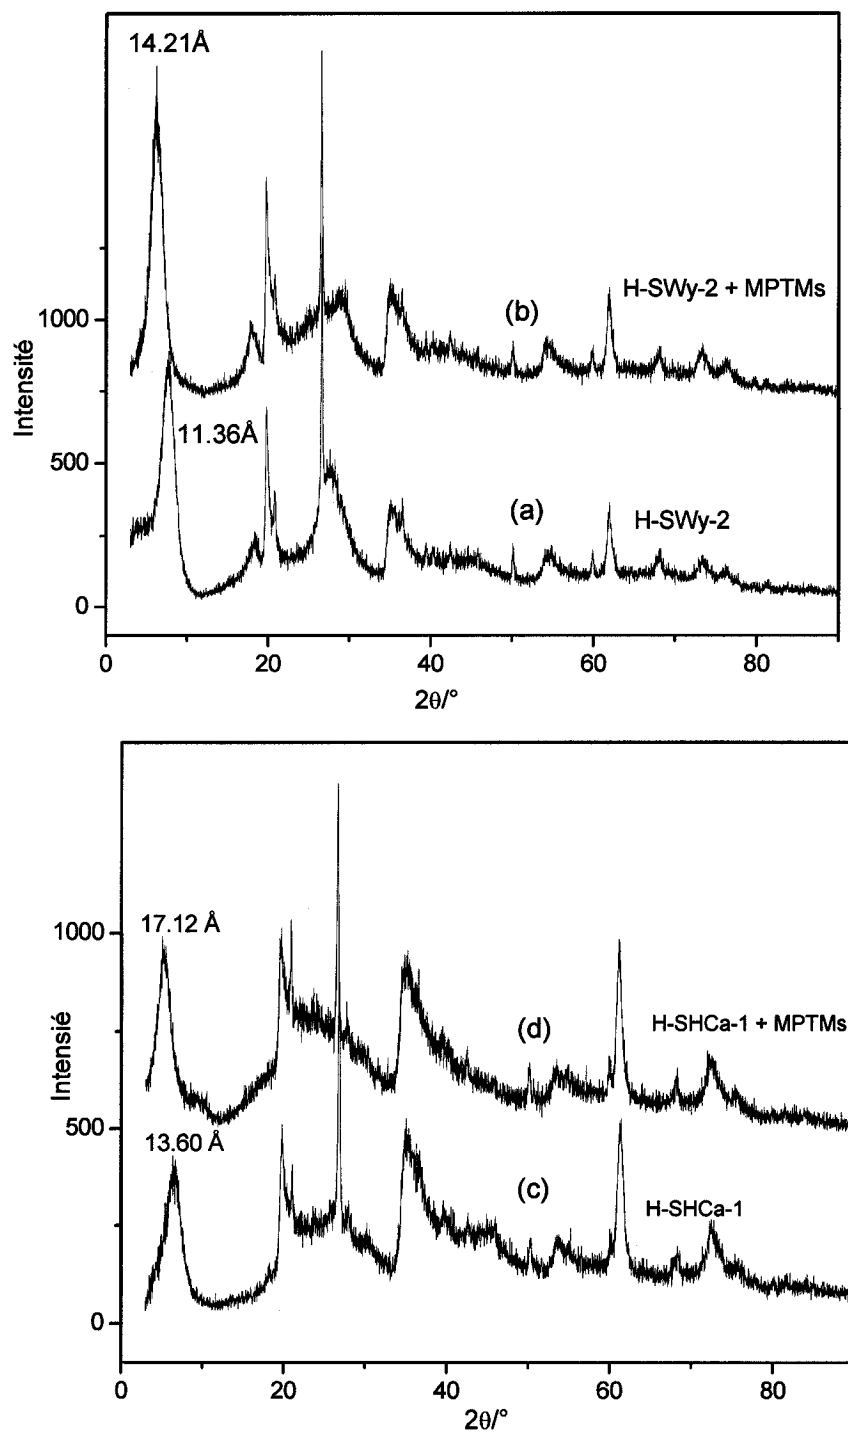 14.21Å
H-SWy-2 + MPTMs
(b)
1000
Intensité
11.36Å
500
(a)
H-SWy-2
0
0 20 40 60 80
2θ/°
17.12 Å
1000
(d)
H-SHCa-1 + MPTMs
Intensié
500
13.60 Å
(c)
H-SHCa-1
0
0 20 40 60 80
2θ/°